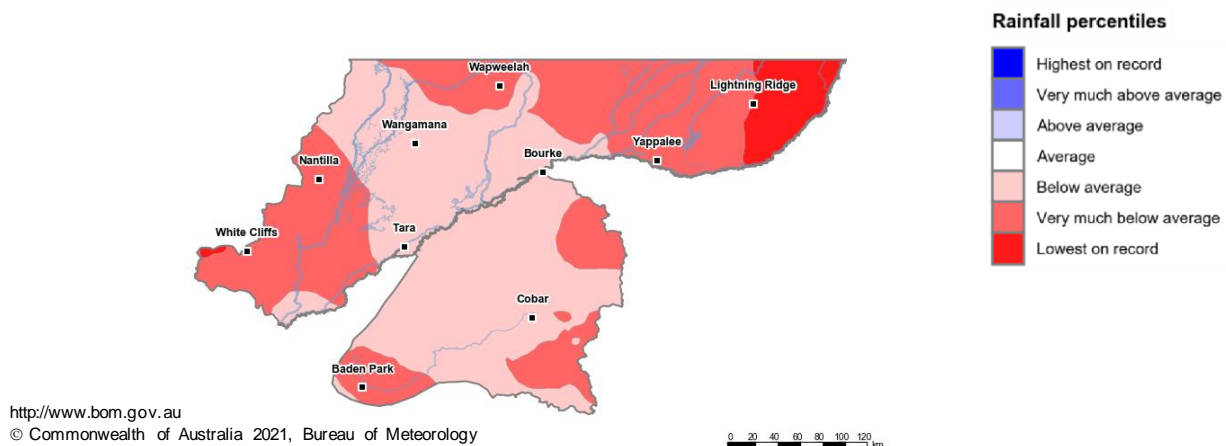 Rainfall percentiles
Highest on record
Very much above average
Above average
Average
Below average
Very much below average
Lowest on record
Wapweelah
Lightning Ridge
Wangamana
Yappalee
Bourke
Nantilla
White Cliffs
Tara
Cobar
Baden Park
http://www.bom.gov.au
© Commonwealth of Australia 2021, Bureau of Meteorology
0 20 40 60 80 100 120
km